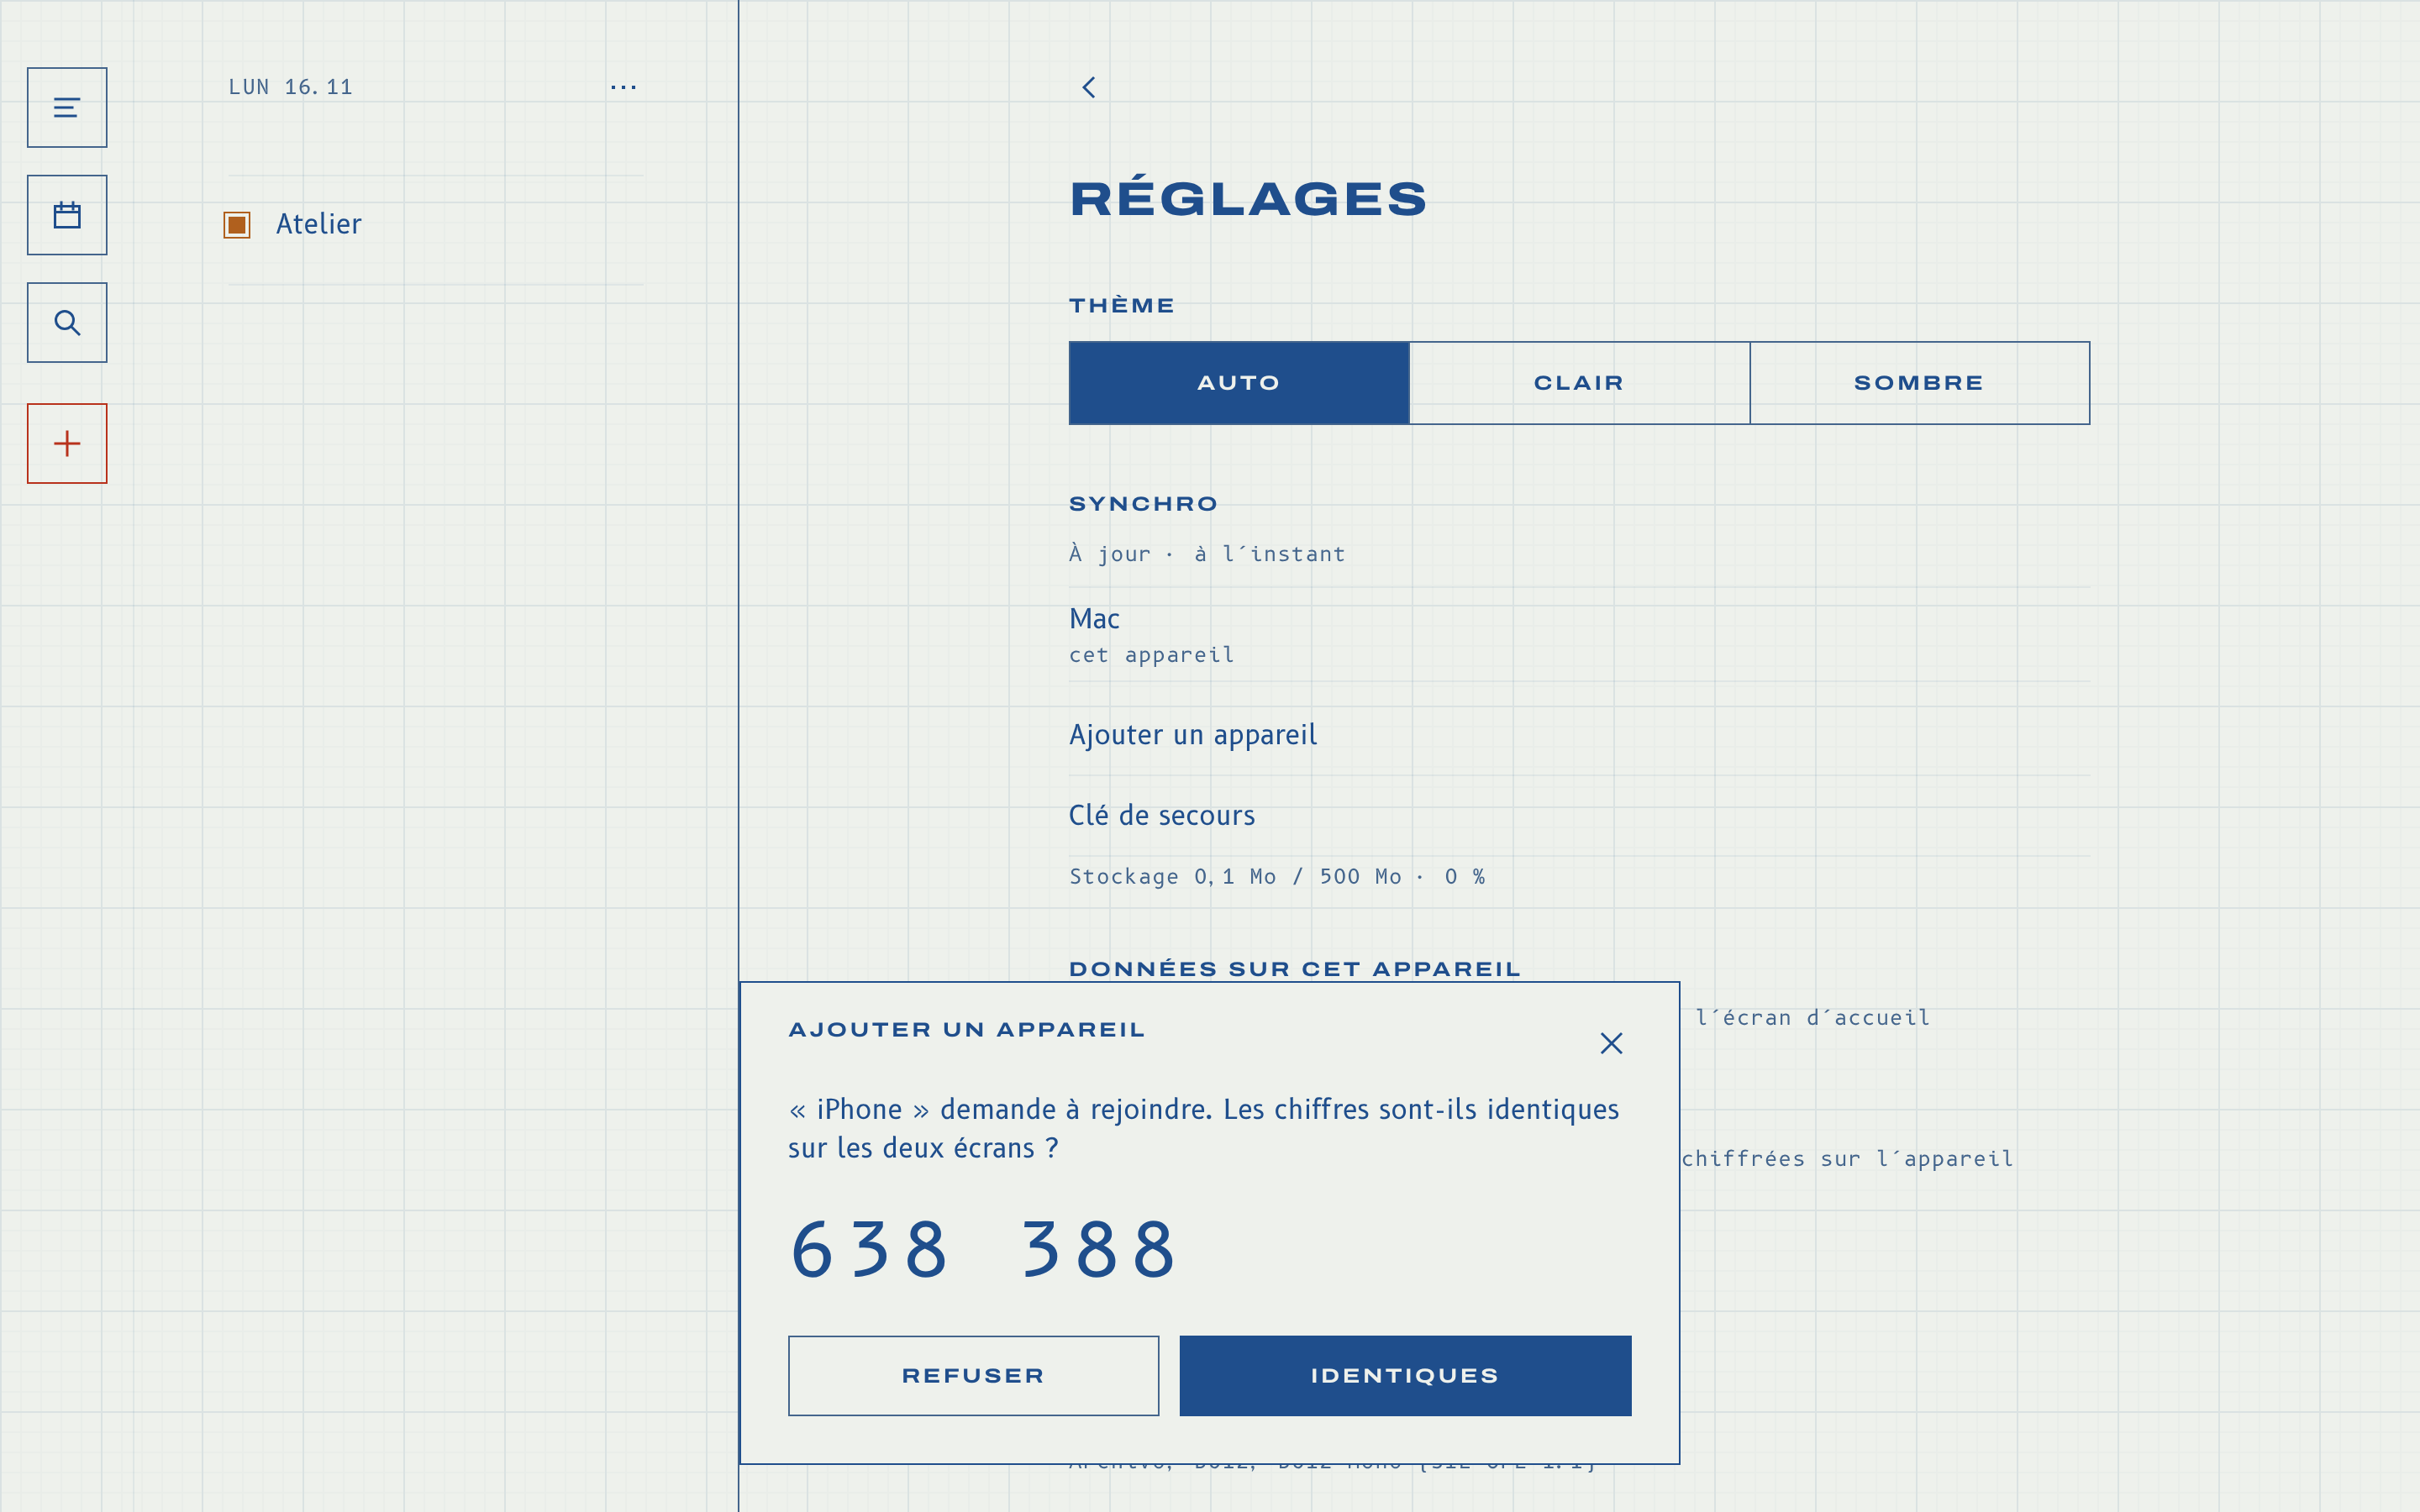 LUN 16.11
Atelier
RÉGLAGES
THÈME
AUTO
CLAIR
SOMBRE
SYNCHRO
À jour · à l´instant
Mac
cet appareil
Ajouter un appareil
Clé de secours
Stockage 0,1 Mo / 500 Mo · 0 %
DONNÉES SUR CET APPAREIL
l´écran d´accueil
chiffrées sur l´appareil
AJOUTER UN APPAREIL
« iPhone » demande à rejoindre. Les chiffres sont-ils identiques
sur les deux écrans ?
638 388
REFUSER
IDENTIQUES